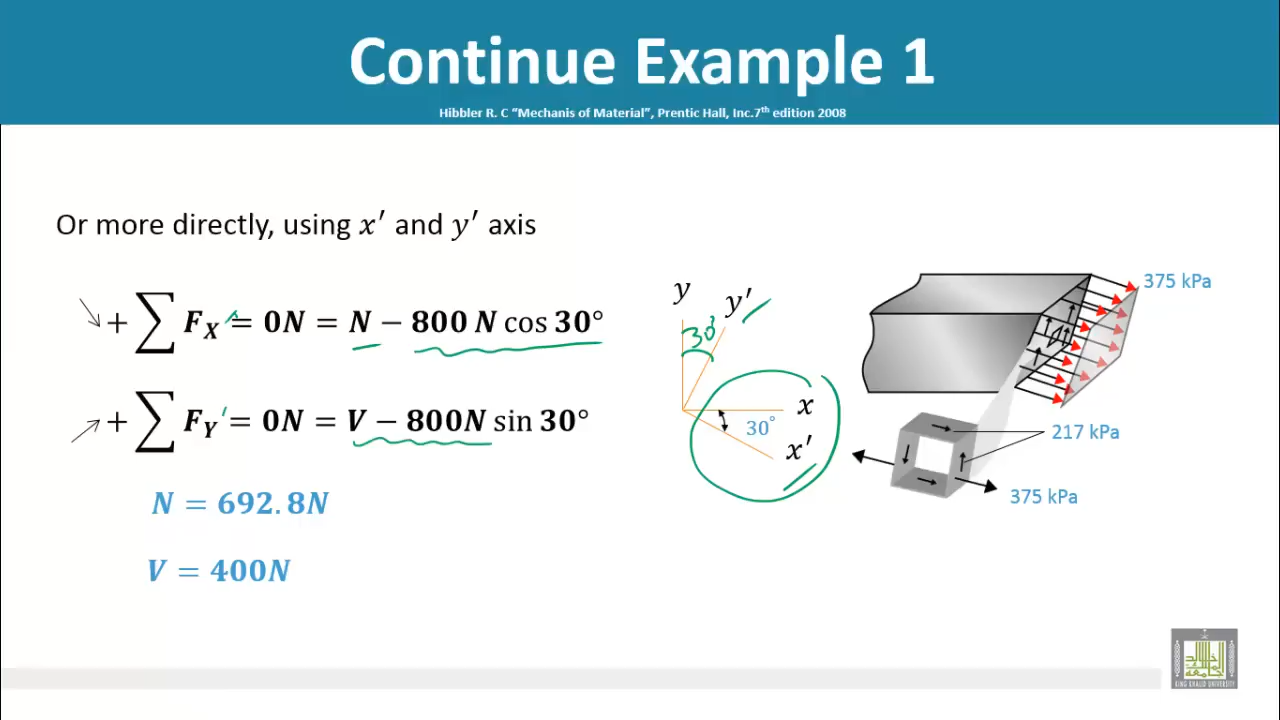 Continue Example 1
Hibbler R. C “Mechanis of Material”, Prentic Hall, Inc.7th edition 2008
Or more directly, using x′ and y′ axis
+ ∑ F_X′ = 0N = N − 800 N cos 30°
+ ∑ F_Y′ = 0N = V − 800N sin 30°
N = 692.8N
V = 400N
y
y′
30°
x
30°
x′
375 kPa
217 kPa
375 kPa
KING KHALID UNIVERSITY